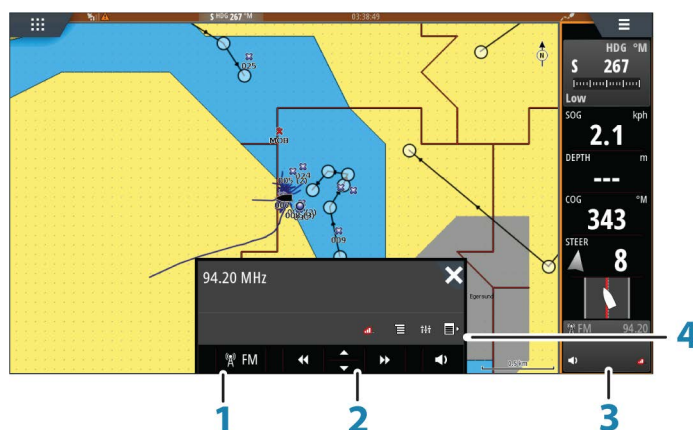 S HDG 267 °M
03:38:49
HDG °M
S 267
Low
SOG kph
2.1
DEPTH m
---
COG °M
343
STEER
8
FM 94.20
025
N
MOB
024
009
Egersund
94.20 MHz
FM
1
2
3
4